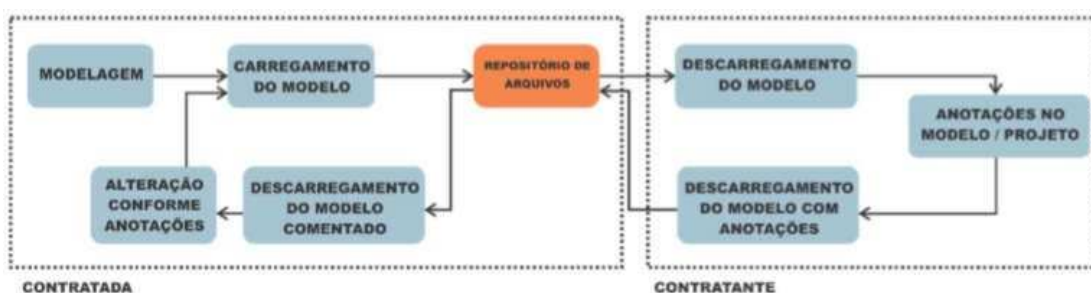 MODELAGEM
CARREGAMENTO
DO MODELO
REPOSITÓRIO DE
ARQUIVOS
DESCARREGAMENTO
DO MODELO
ANOTAÇÕES NO
MODELO / PROJETO
ALTERAÇÃO
CONFORME
ANOTAÇÕES
DESCARREGAMENTO
DO MODELO
COMENTADO
DESCARREGAMENTO
DO MODELO COM
ANOTAÇÕES
CONTRATADA
CONTRATANTE